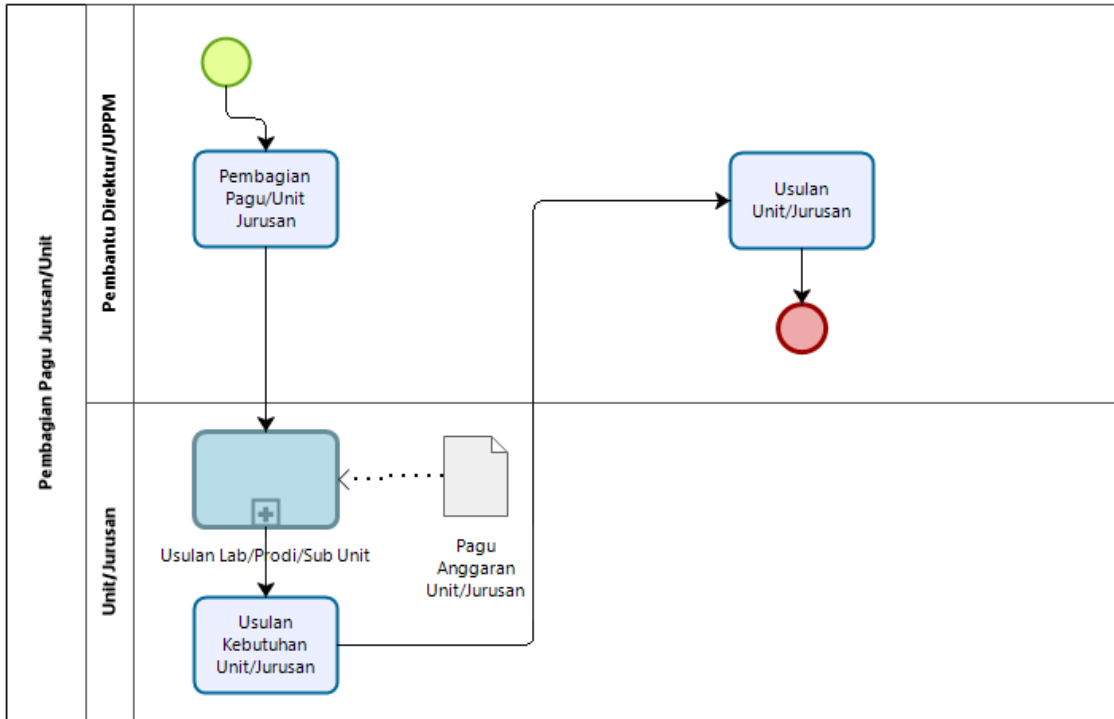 Pembagian Pagu Jurusan/Unit
Pembantu Direktur/UPPM
Pembagian
Pagu/Unit
Jurusan
Usulan
Unit/Jurusan
Unit/Jurusan
Usulan Lab/Prodi/Sub Unit
Pagu
Anggaran
Unit/Jurusan
Usulan
Kebutuhan
Unit/Jurusan